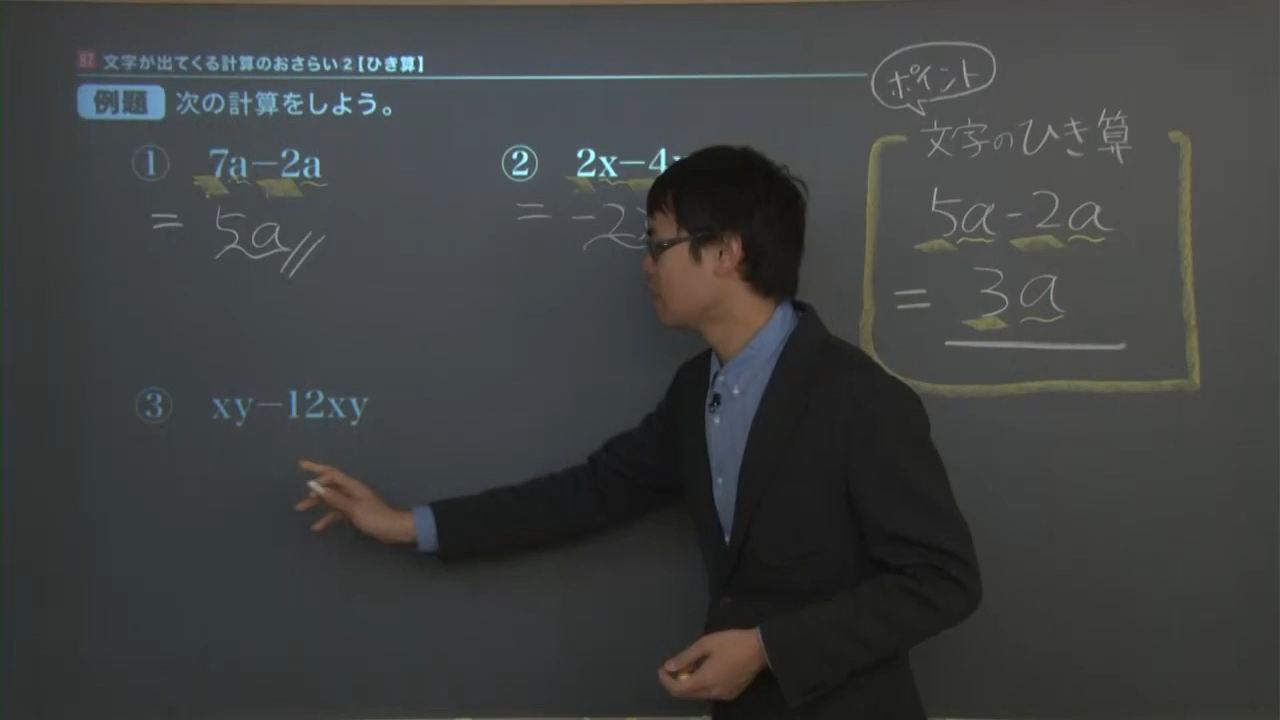 87 文字が出てくる計算のおさらい2【ひき算】
例題 次の計算をしよう。
① 7a−2a
= 5a
② 2x−4
= -2
③ xy−12xy
ポイント
文字のひき算
5a-2a
= 3a